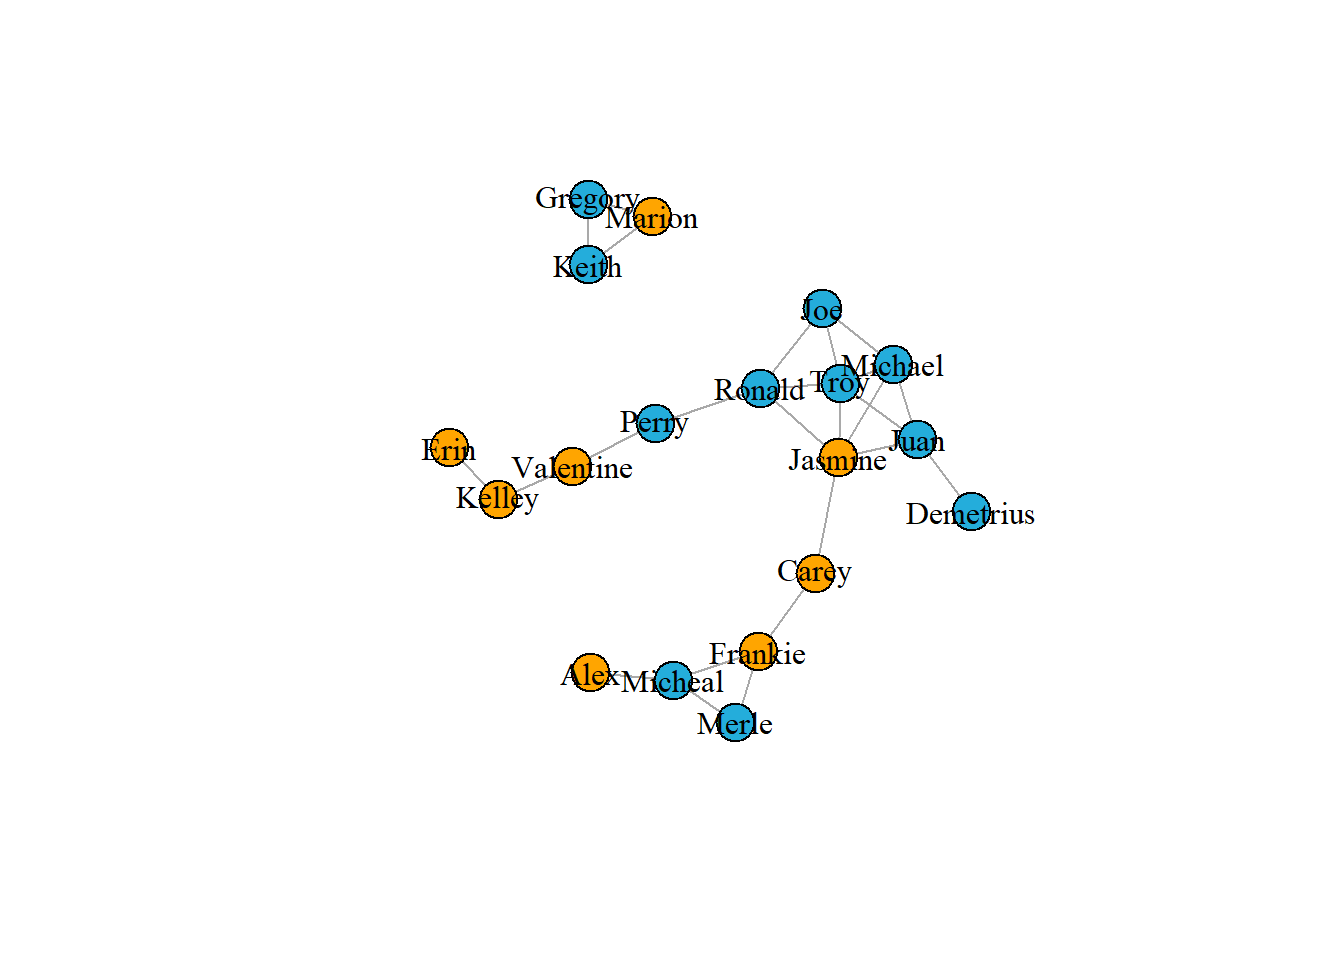 Gregory
Marion
Keith
Joe
Michael
Troy
Ronald
Perry
Juan
Erin
Jasmine
Valentine
Kelley
Demetrius
Carey
Frankie
Alex
Micheal
Merle